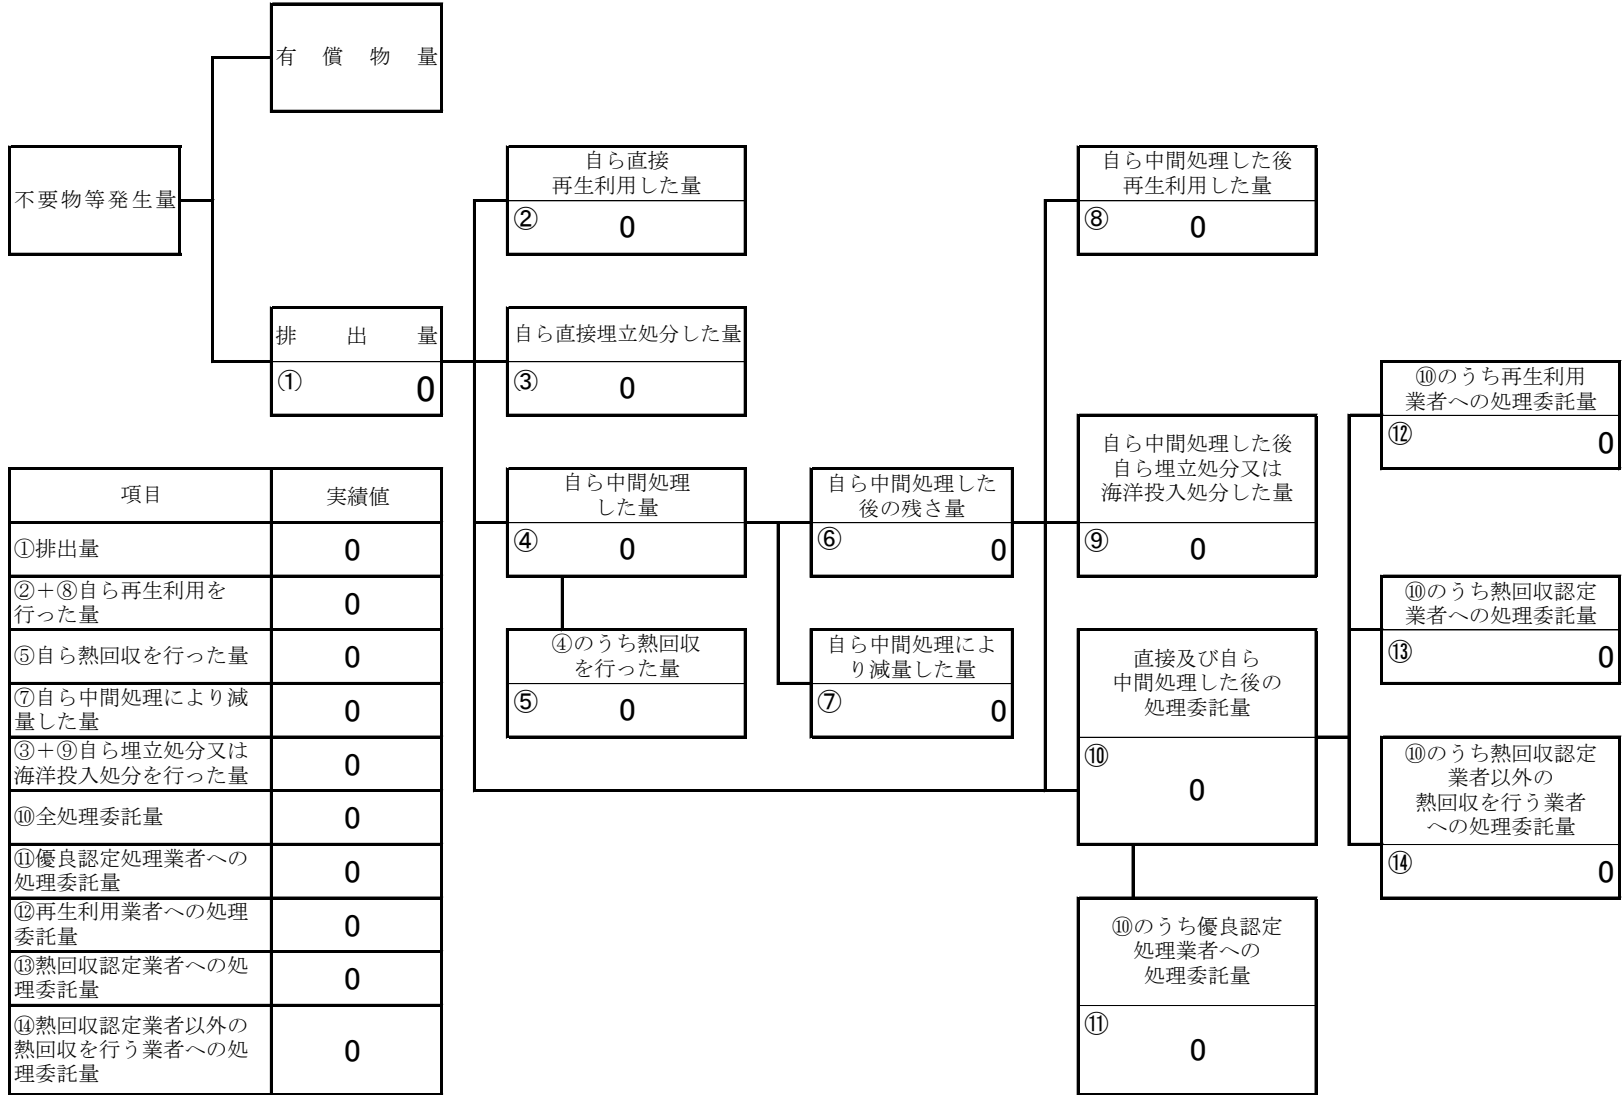 有償物量
不要物等発生量
排出量
① 0
自ら直接
再生利用した量
② 0
自ら直接埋立処分した量
③ 0
自ら中間処理
した量
④ 0
④のうち熱回収
を行った量
⑤ 0
自ら中間処理した
後の残さ量
⑥ 0
自ら中間処理によ
り減量した量
⑦ 0
自ら中間処理した後
再生利用した量
⑧ 0
自ら中間処理した後
自ら埋立処分又は
海洋投入処分した量
⑨ 0
直接及び自ら
中間処理した後の
処理委託量
⑩
0
⑩のうち優良認定
処理業者への
処理委託量
⑪
0
⑩のうち再生利用
業者への処理委託量
⑫ 0
⑩のうち熱回収認定
業者への処理委託量
⑬ 0
⑩のうち熱回収認定
業者以外の
熱回収を行う業者
への処理委託量
⑭ 0
項目 実績値
①排出量 0
②+⑧自ら再生利用を
行った量 0
⑤自ら熱回収を行った量 0
⑦自ら中間処理により減
量した量 0
③+⑨自ら埋立処分又は
海洋投入処分を行った量 0
⑩全処理委託量 0
⑪優良認定処理業者への
処理委託量 0
⑫再生利用業者への処理
委託量 0
⑬熱回収認定業者への処
理委託量 0
⑭熱回収認定業者以外の
熱回収を行う業者への処 0
理委託量